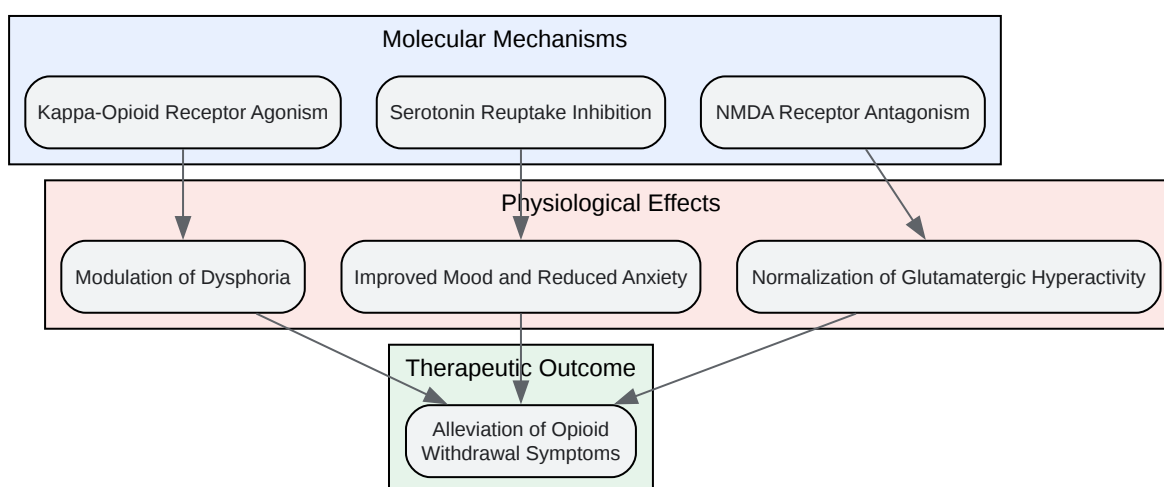 Molecular Mechanisms
Kappa-Opioid Receptor Agonism
Serotonin Reuptake Inhibition
NMDA Receptor Antagonism
Physiological Effects
Modulation of Dysphoria
Improved Mood and Reduced Anxiety
Normalization of Glutamatergic Hyperactivity
Therapeutic Outcome
Alleviation of Opioid
Withdrawal Symptoms